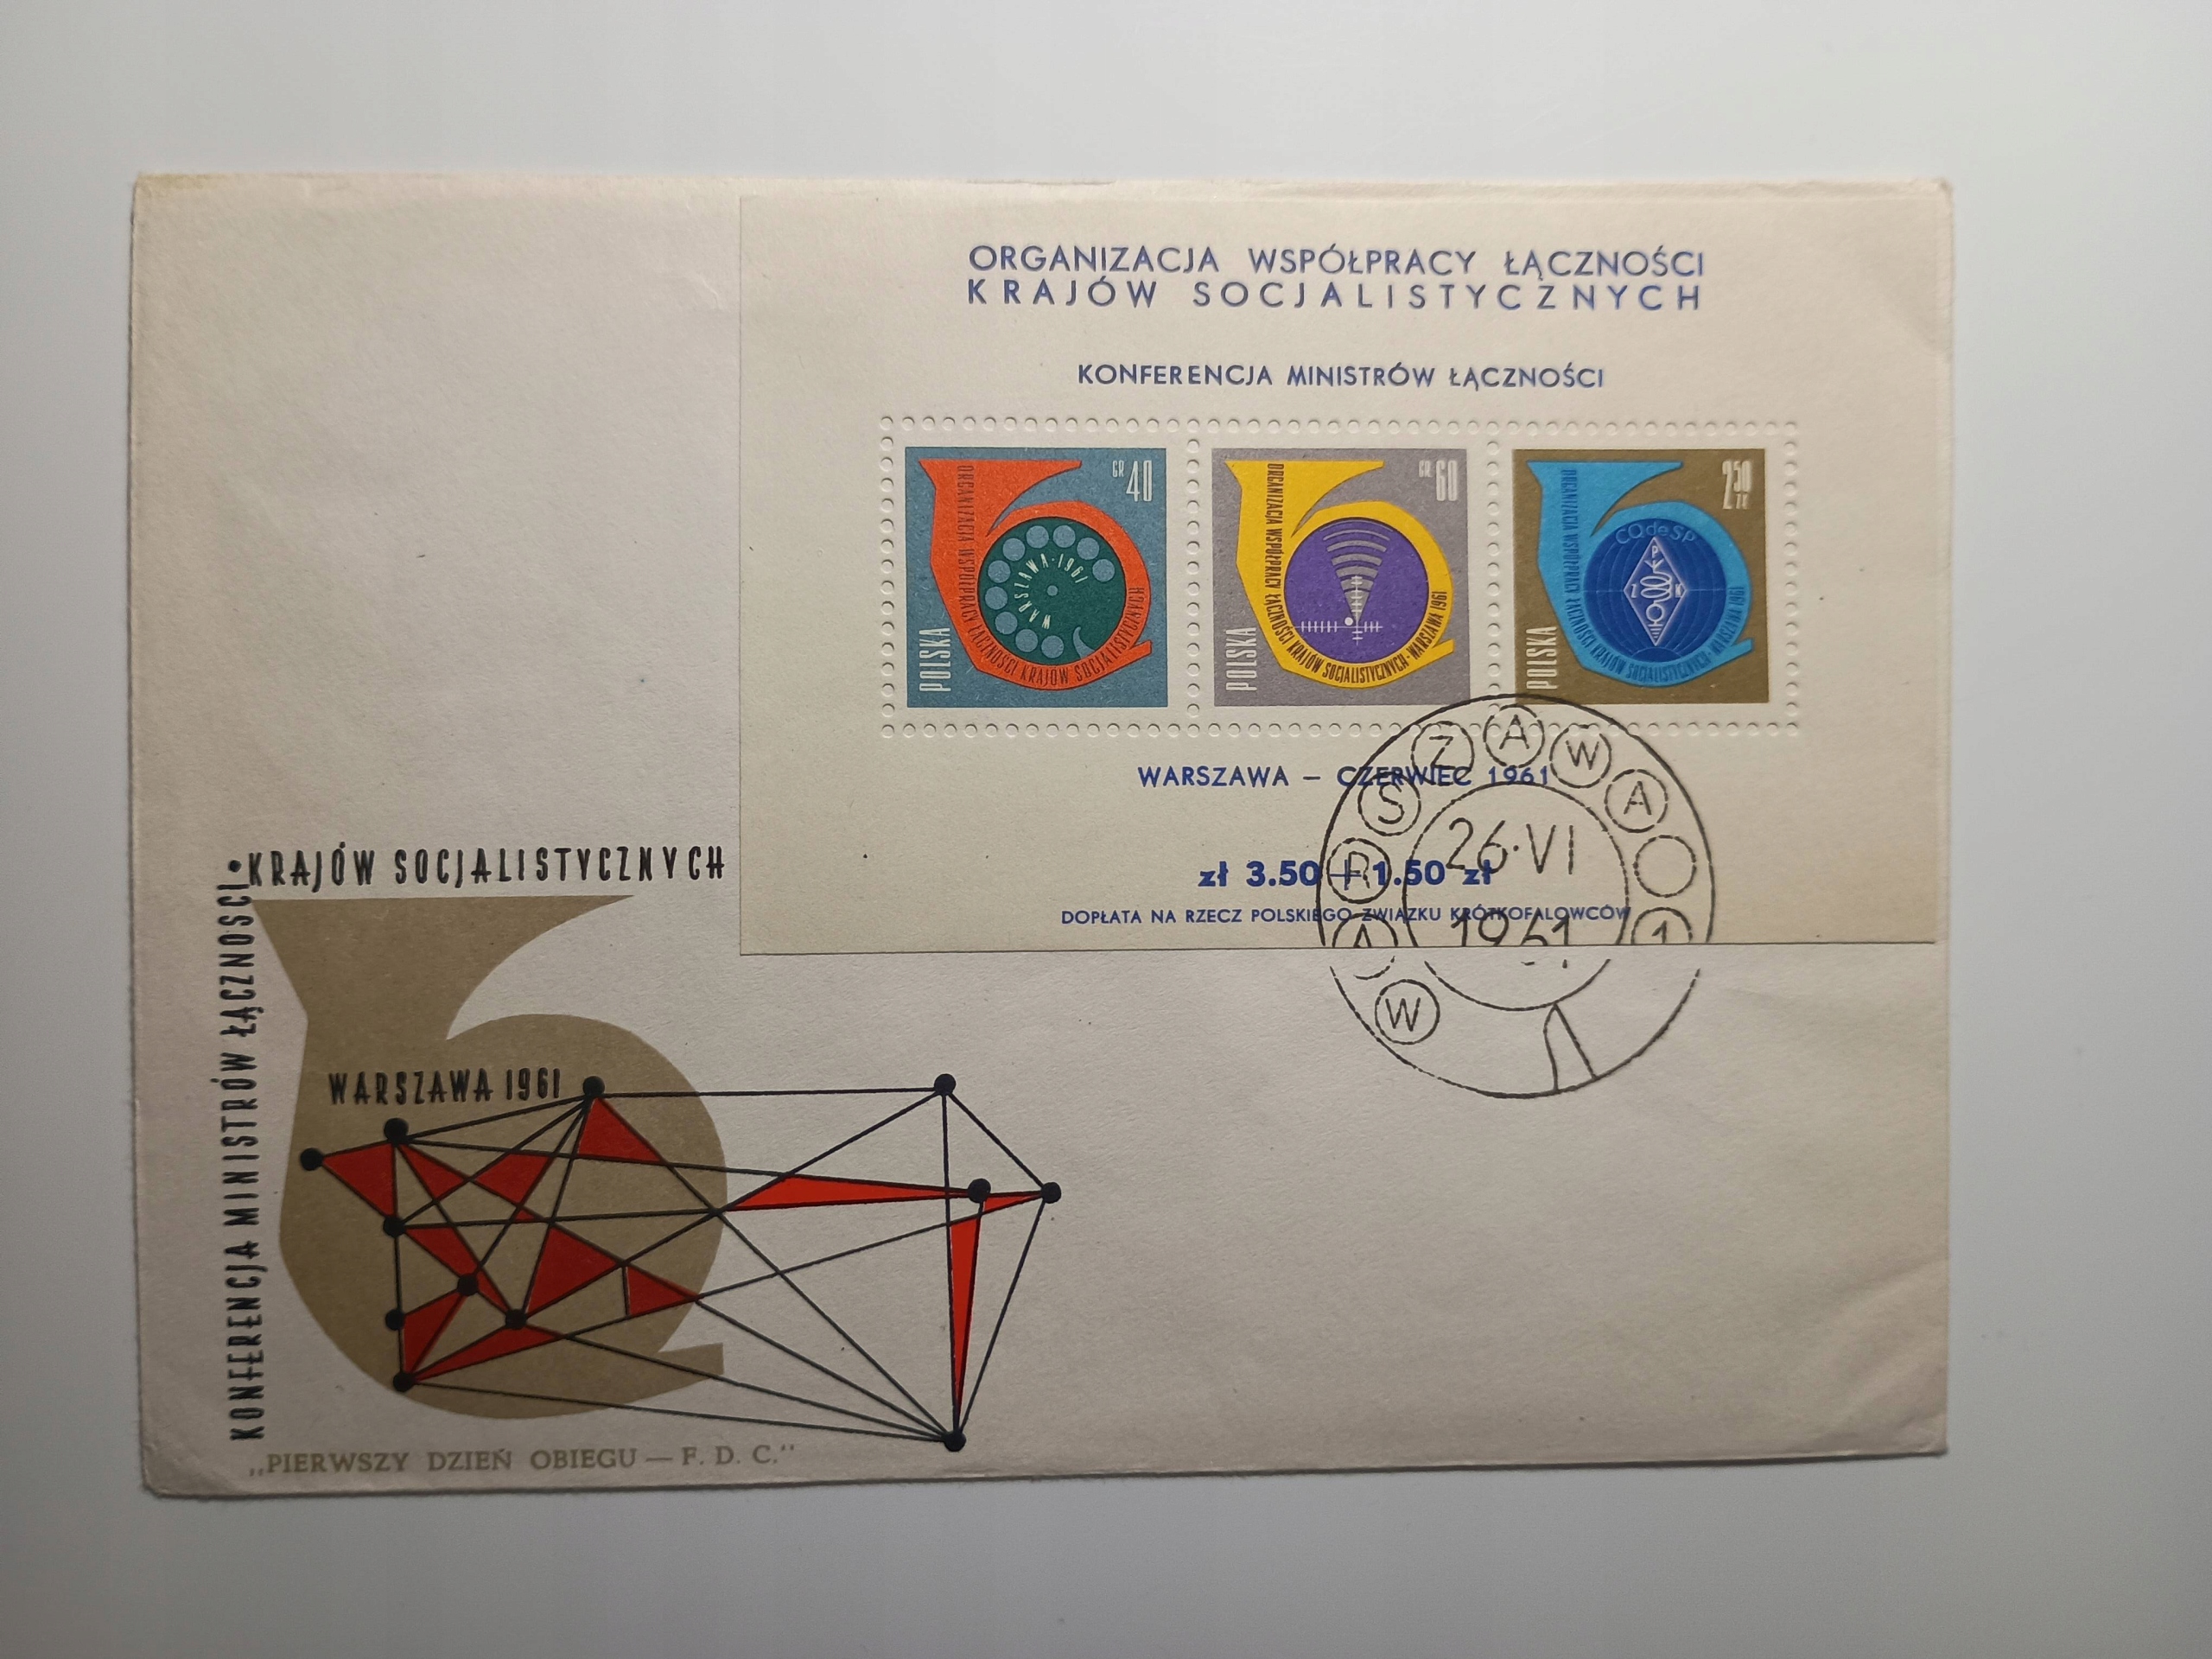 ORGANIZACJA WSPÓŁPRACY ŁĄCZNOŚCI
KRAJÓW SOCJALISTYCZNYCH
KONFERENCJA MINISTRÓW ŁĄCZNOŚCI
GR 40
ORGANIZACJA WSPÓŁPRACY ŁĄCZNOŚCI KRAJÓW SOCJALISTYCZNYCH
WARSZAWA·1961
POLSKA
GR 60
ORGANIZACJA WSPÓŁPRACY ŁĄCZNOŚCI KRAJÓW SOCJALISTYCZNYCH - WARSZAWA 1961
POLSKA
2 50 ZŁ
ORGANIZACJA WSPÓŁPRACY ŁĄCZNOŚCI KRAJÓW SOCJALISTYCZNYCH - WARSZAWA 1961
CQ de SP
P Z K
POLSKA
WARSZAWA – CZERWIEC 1961
zł 3.50 + 1.50 zł
DOPŁATA NA RZECZ POLSKIEGO ZWIĄZKU KRÓTKOFALOWCÓW
WARSZAWA 1
26·VI
1961
KONFERENCJA MINISTRÓW ŁĄCZNOŚCI•
KRAJÓW SOCJALISTYCZNYCH
WARSZAWA 1961
„PIERWSZY DZIEŃ OBIEGU — F. D. C."